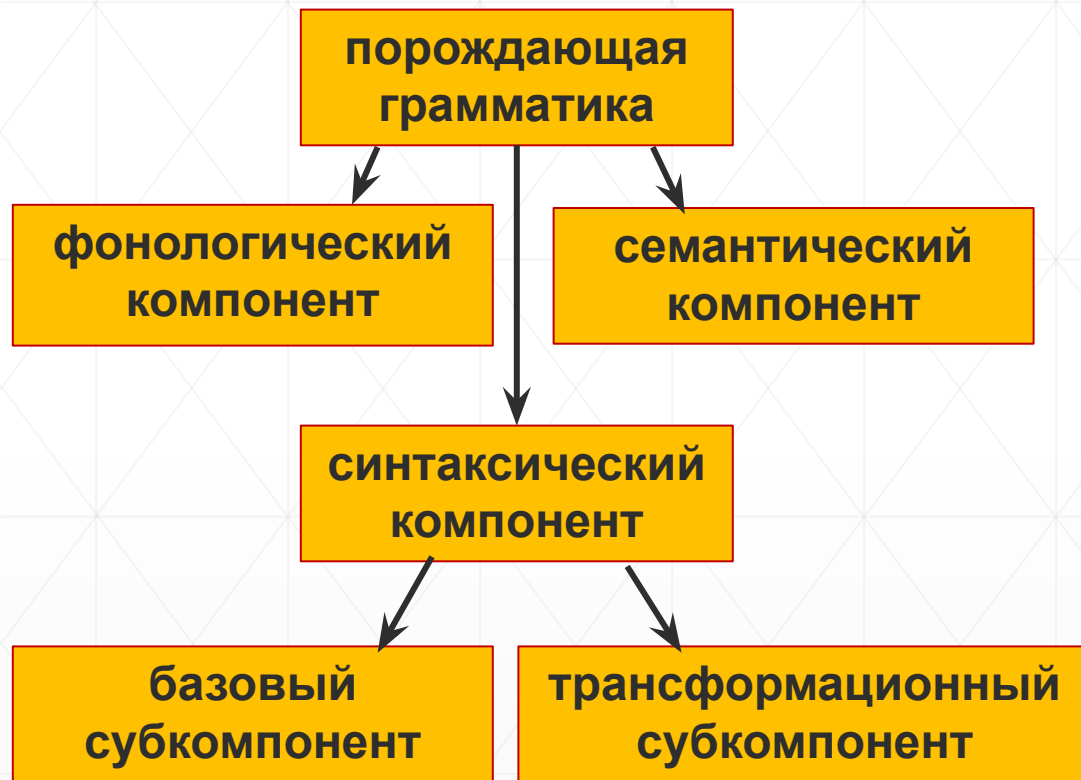 порождающая
грамматика
фонологический
компонент
семантический
компонент
синтаксический
компонент
базовый
субкомпонент
трансформационный
субкомпонент